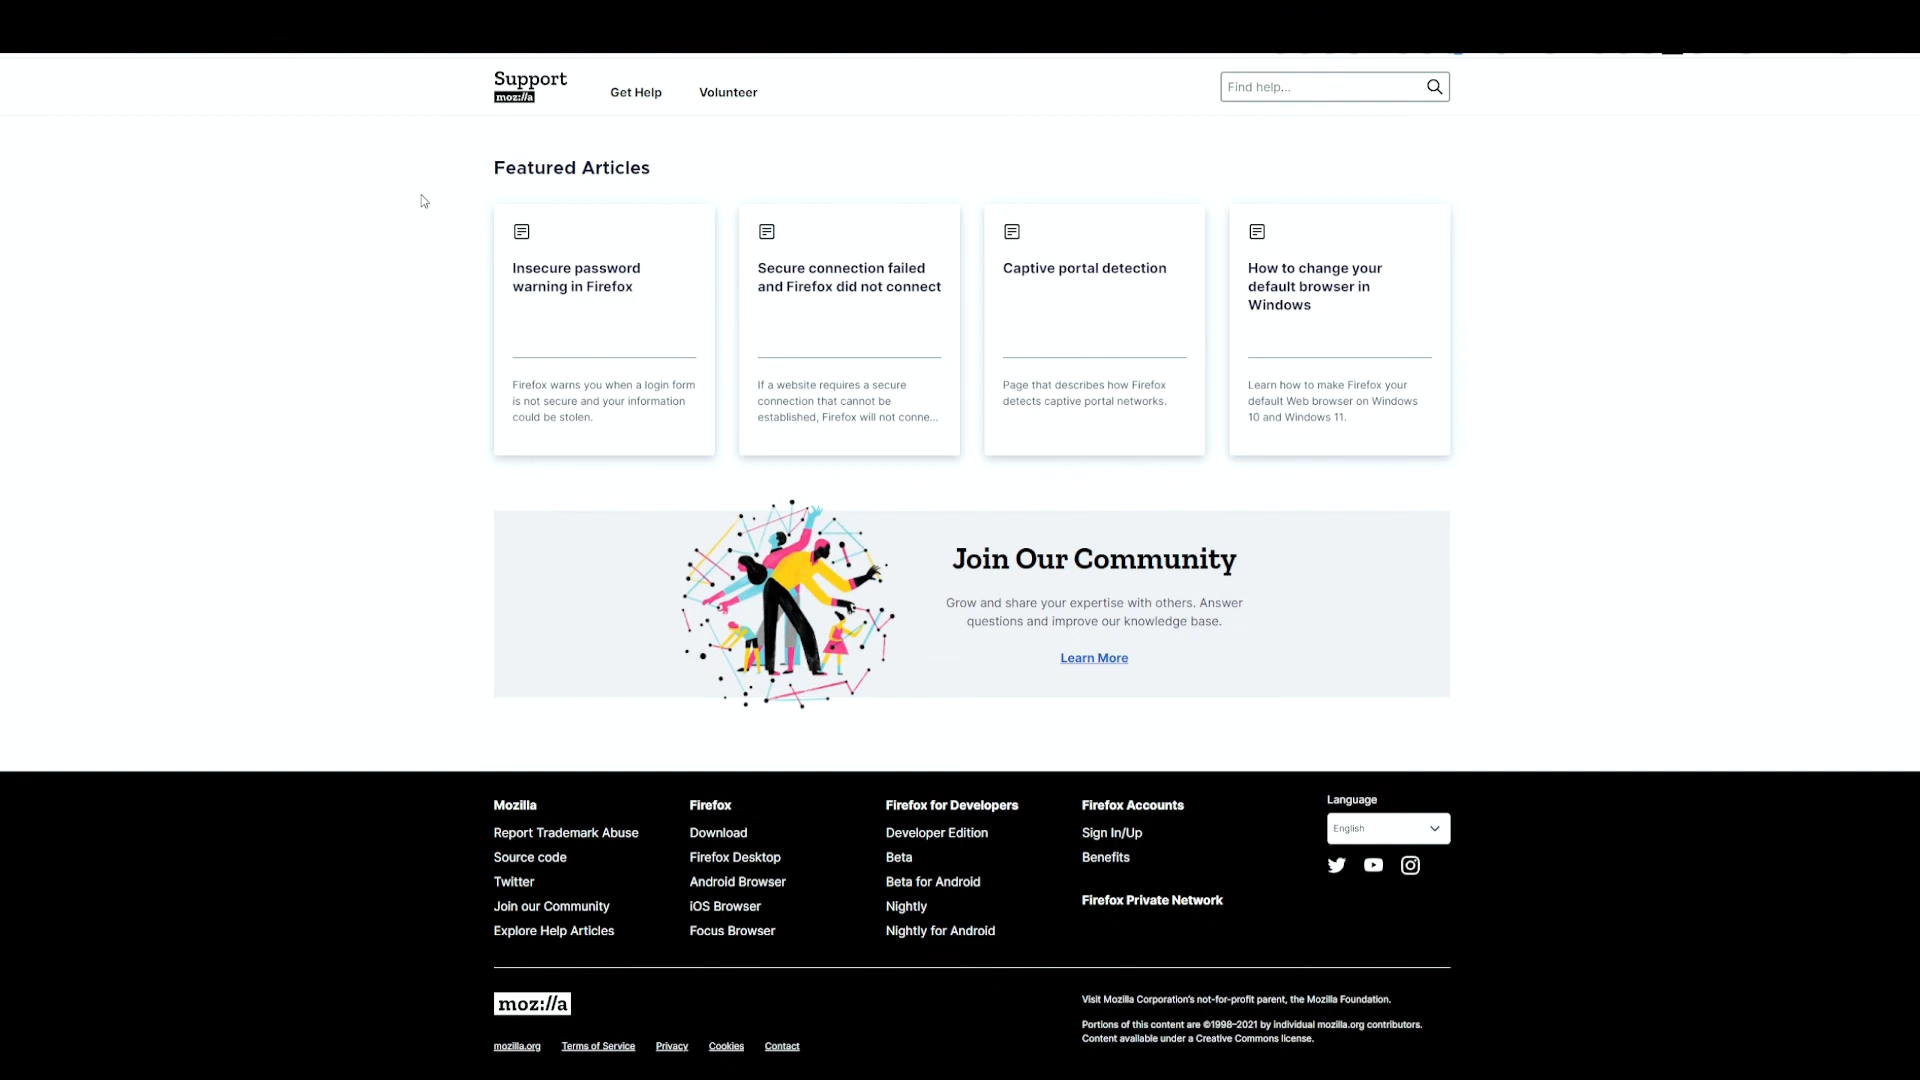 Support
moz://a
Get Help
Volunteer
Find help...
Featured Articles
Insecure password
warning in Firefox
Firefox warns you when a login form
is not secure and your information
could be stolen.
Secure connection failed
and Firefox did not connect
If a website requires a secure
connection that cannot be
established, Firefox will not conne...
Captive portal detection
Page that describes how Firefox
detects captive portal networks.
How to change your
default browser in
Windows
Learn how to make Firefox your
default Web browser on Windows
10 and Windows 11.
Join Our Community
Grow and share your expertise with others. Answer
questions and improve our knowledge base.
Learn More
Mozilla
Report Trademark Abuse
Source code
Twitter
Join our Community
Explore Help Articles
Firefox
Download
Firefox Desktop
Android Browser
iOS Browser
Focus Browser
Firefox for Developers
Developer Edition
Beta
Beta for Android
Nightly
Nightly for Android
Firefox Accounts
Sign In/Up
Benefits
Firefox Private Network
Language
English
moz://a
mozilla.org
Terms of Service
Privacy
Cookies
Contact
Visit Mozilla Corporation's not-for-profit parent, the Mozilla Foundation.
Portions of this content are ©1998–2021 by individual mozilla.org contributors.
Content available under a Creative Commons license.